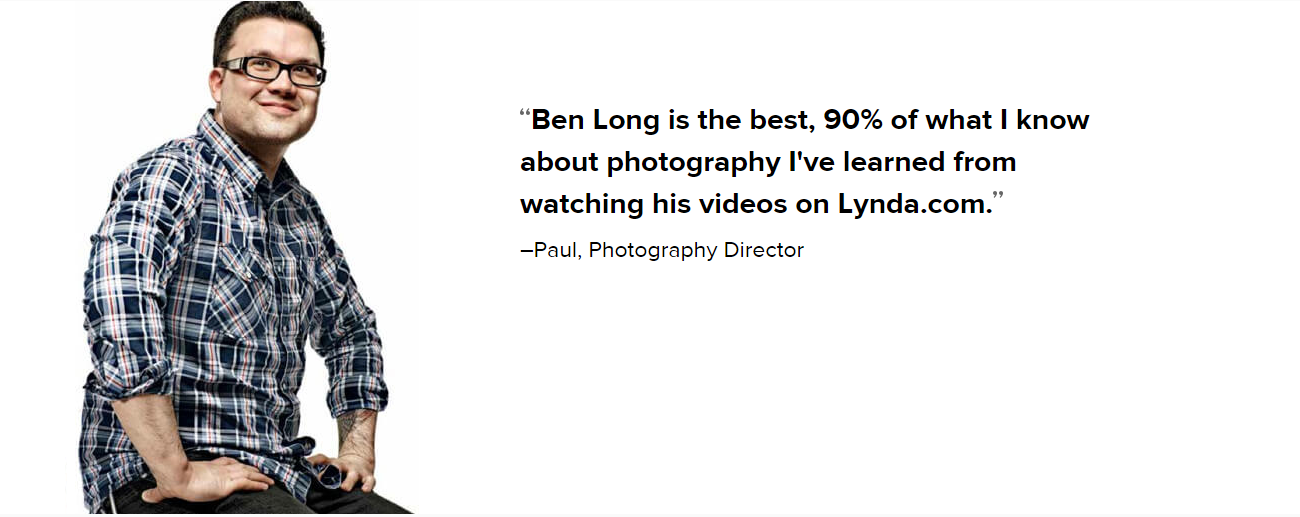 “Ben Long is the best, 90% of what I know
about photography I've learned from
watching his videos on Lynda.com.”
–Paul, Photography Director